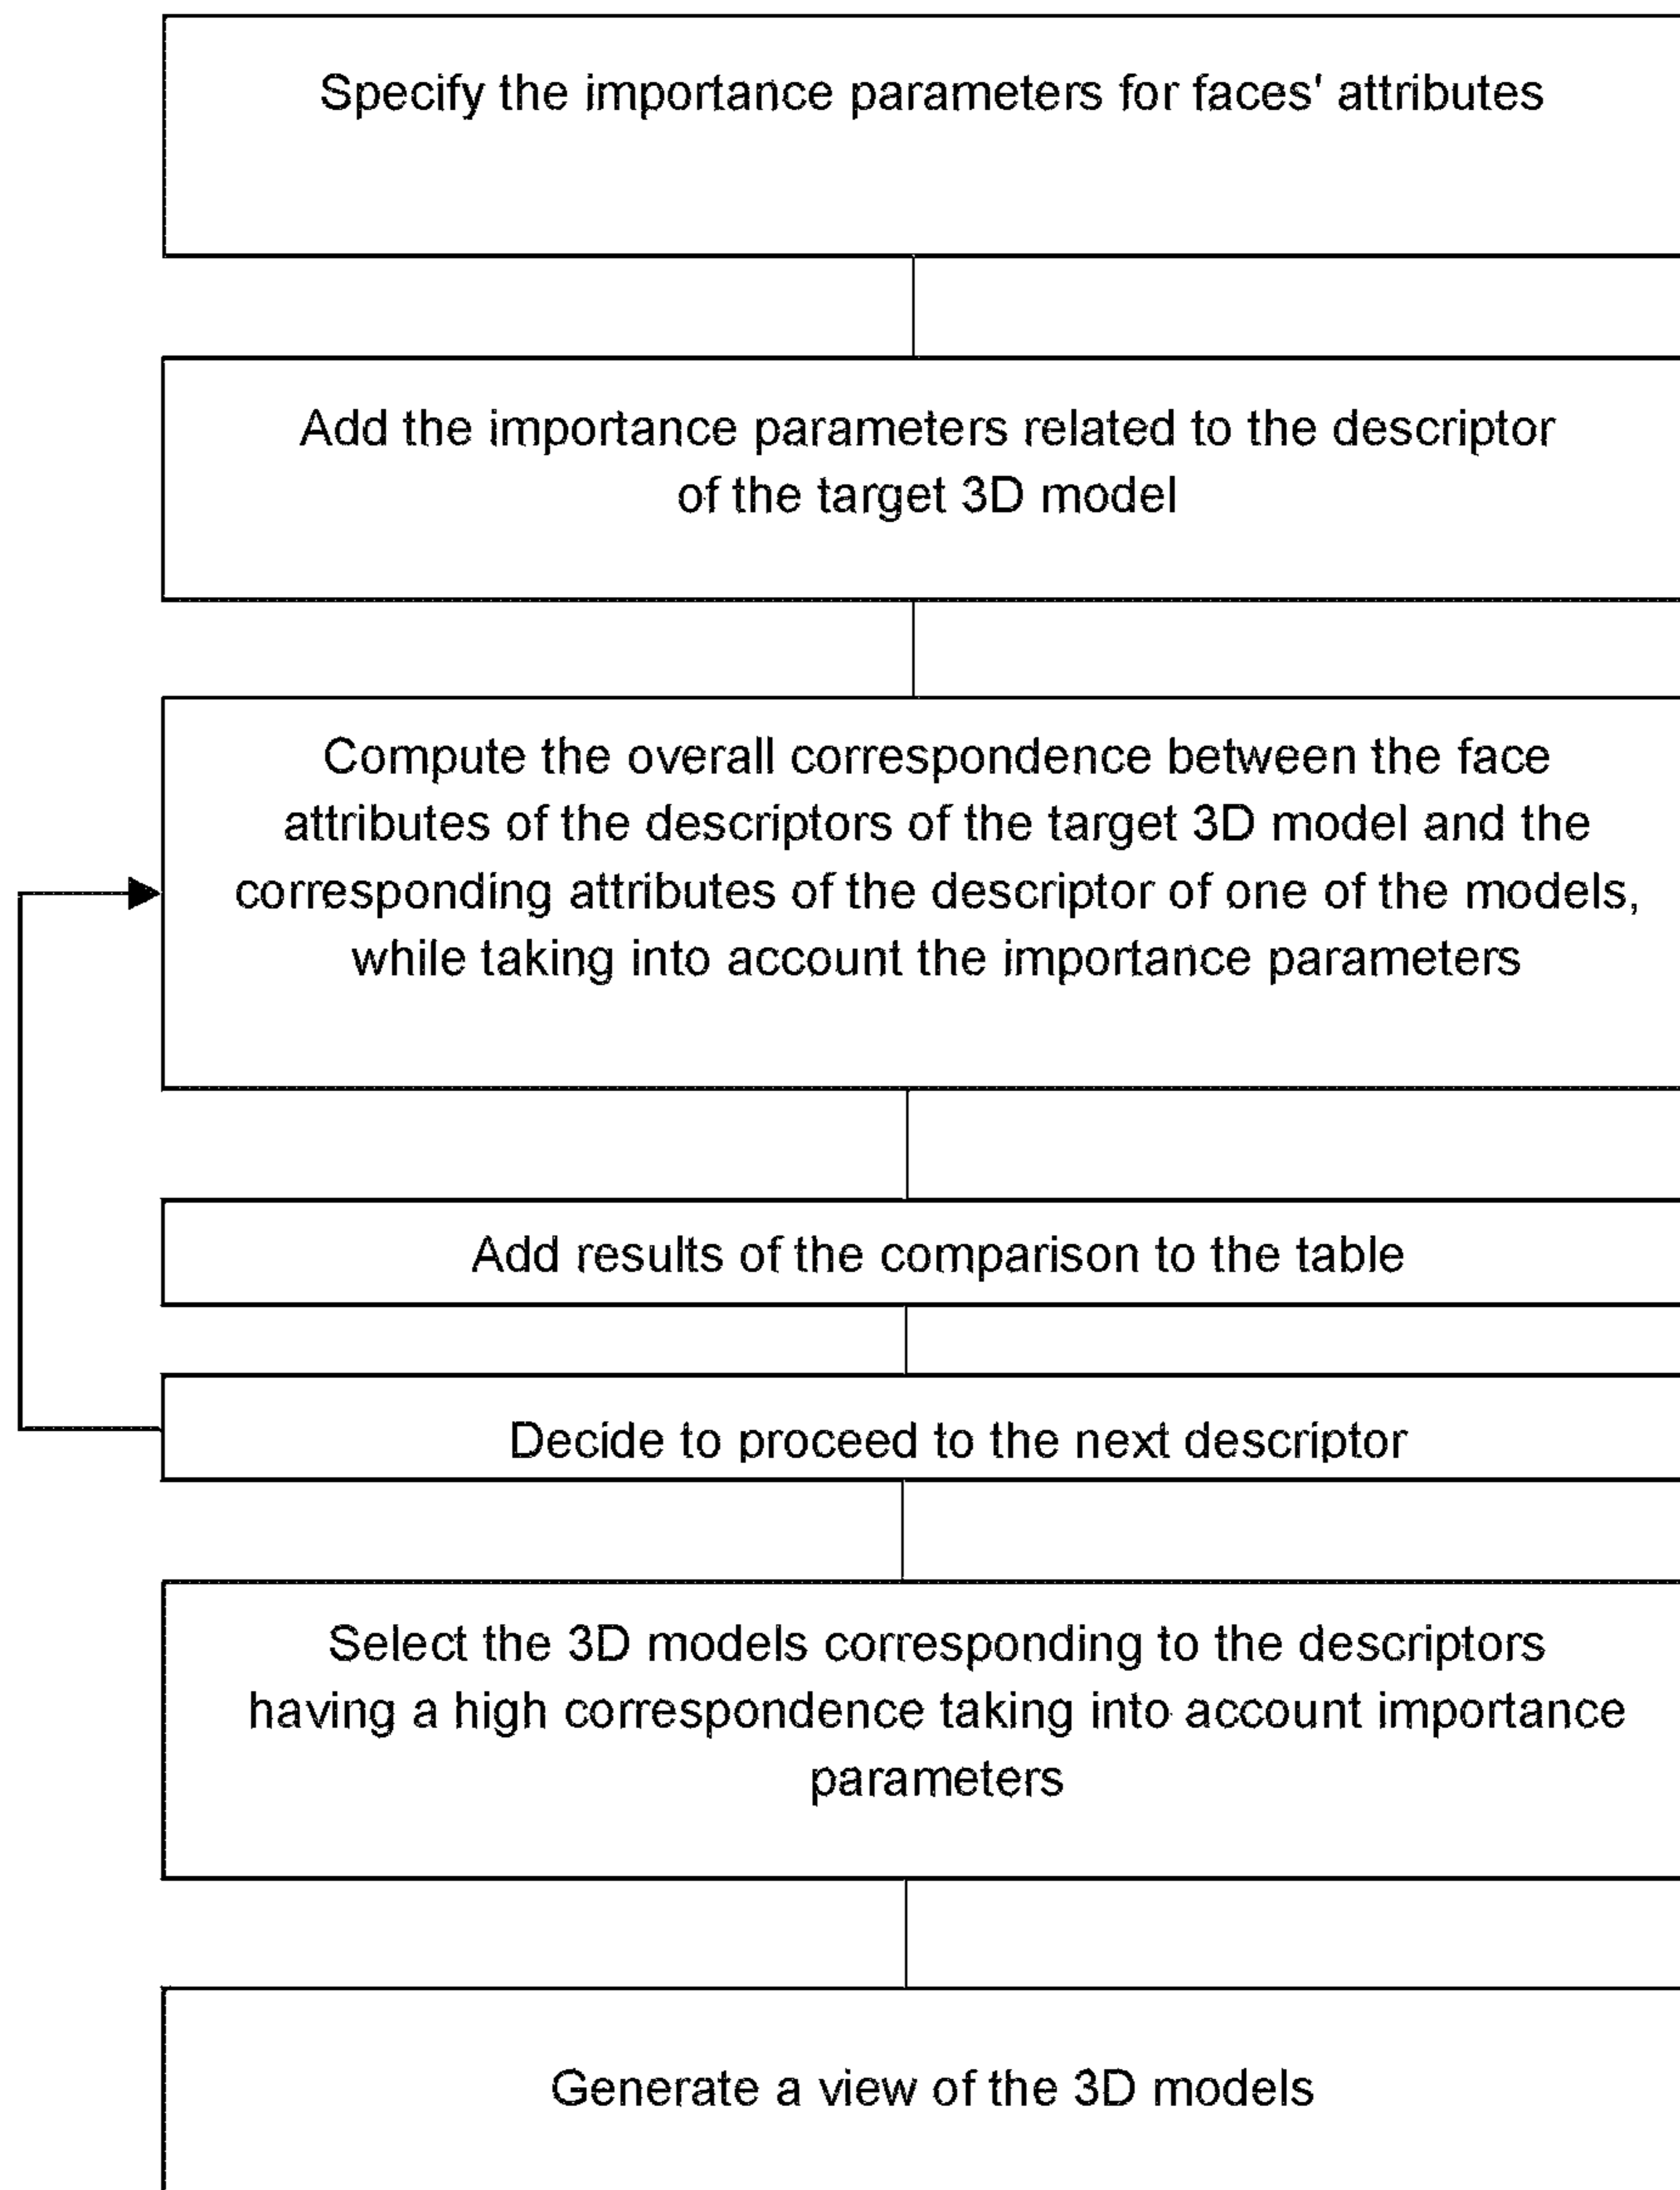 Specify the importance parameters for faces' attributes
Add the importance parameters related to the descriptor
of the target 3D model
Compute the overall correspondence between the face
attributes of the descriptors of the target 3D model and the
corresponding attributes of the descriptor of one of the models,
while taking into account the importance parameters
Add results of the comparison to the table
Decide to proceed to the next descriptor
Select the 3D models corresponding to the descriptors
having a high correspondence taking into account importance
parameters
Generate a view of the 3D models